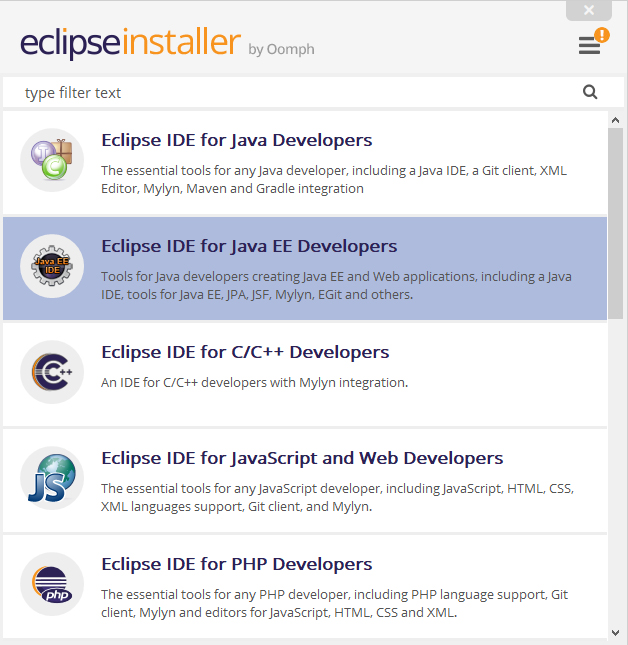 eclipseinstaller by Oomph
!
type filter text
Eclipse IDE for Java Developers
The essential tools for any Java developer, including a Java IDE, a Git client, XML
Editor, Mylyn, Maven and Gradle integration
Java EE
IDE
Eclipse IDE for Java EE Developers
Tools for Java developers creating Java EE and Web applications, including a Java
IDE, tools for Java EE, JPA, JSF, Mylyn, EGit and others.
C++
Eclipse IDE for C/C++ Developers
An IDE for C/C++ developers with Mylyn integration.
JS
Eclipse IDE for JavaScript and Web Developers
The essential tools for any JavaScript developer, including JavaScript, HTML, CSS,
XML languages support, Git client, and Mylyn.
php
Eclipse IDE for PHP Developers
The essential tools for any PHP developer, including PHP language support, Git
client, Mylyn and editors for JavaScript, HTML, CSS and XML.